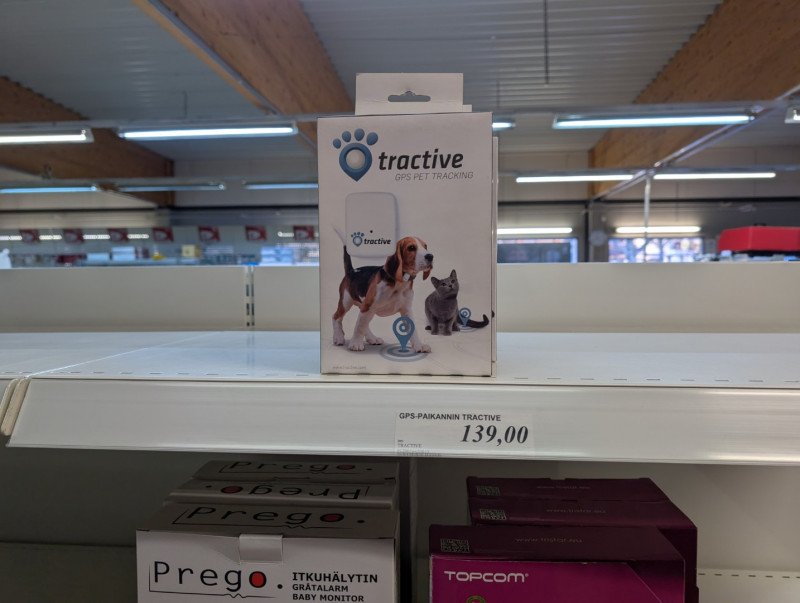 tractive
GPS PET TRACKING
tractive
GPS-PAIKANNIN TRACTIVE
139,00
TRACTIVE
Prego.
Prego.
Prego.
Prego.
ITKUHÄLYTIN
GRÅTALARM
BABY MONITOR
TOPCOM®